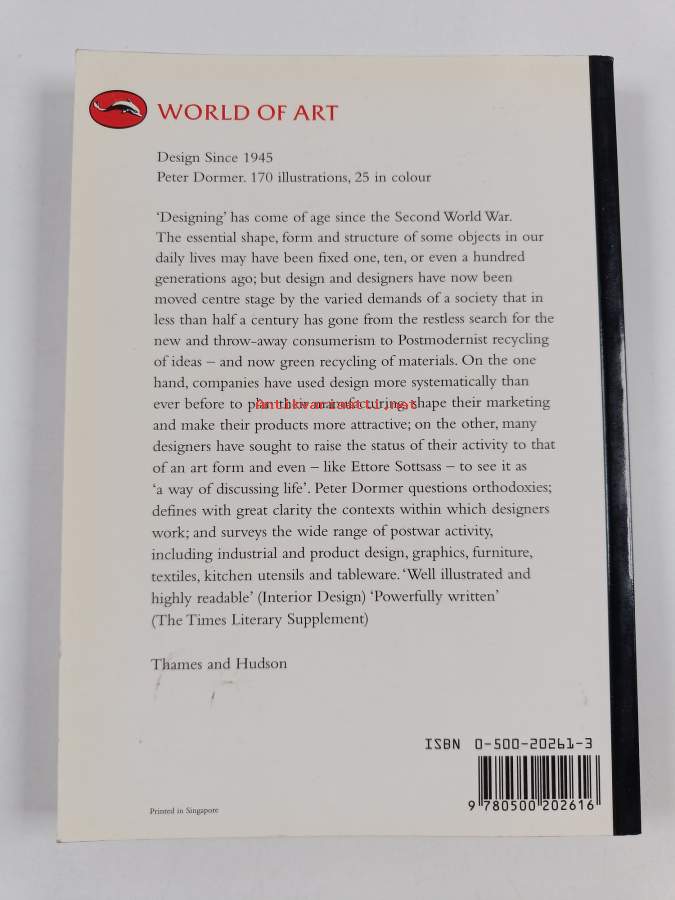 WORLD OF ART
Design Since 1945
Peter Dormer. 170 illustrations, 25 in colour
‘Designing’ has come of age since the Second World War.
The essential shape, form and structure of some objects in our
daily lives may have been fixed one, ten, or even a hundred
generations ago; but design and designers have now been
moved centre stage by the varied demands of a society that in
less than half a century has gone from the restless search for the
new and throw-away consumerism to Postmodernist recycling
of ideas – and now green recycling of materials. On the one
hand, companies have used design more systematically than
ever before to plan their manufacturing, shape their marketing
Antikvariaatti.net
and make their products more attractive; on the other, many
designers have sought to raise the status of their activity to that
of an art form and even – like Ettore Sottsass – to see it as
‘a way of discussing life’. Peter Dormer questions orthodoxies;
defines with great clarity the contexts within which designers
work; and surveys the wide range of postwar activity,
including industrial and product design, graphics, furniture,
textiles, kitchen utensils and tableware. ‘Well illustrated and
highly readable’ (Interior Design) ‘Powerfully written’
(The Times Literary Supplement)
Thames and Hudson
ISBN 0-500-20261-3
9 780500 202616
Printed in Singapore